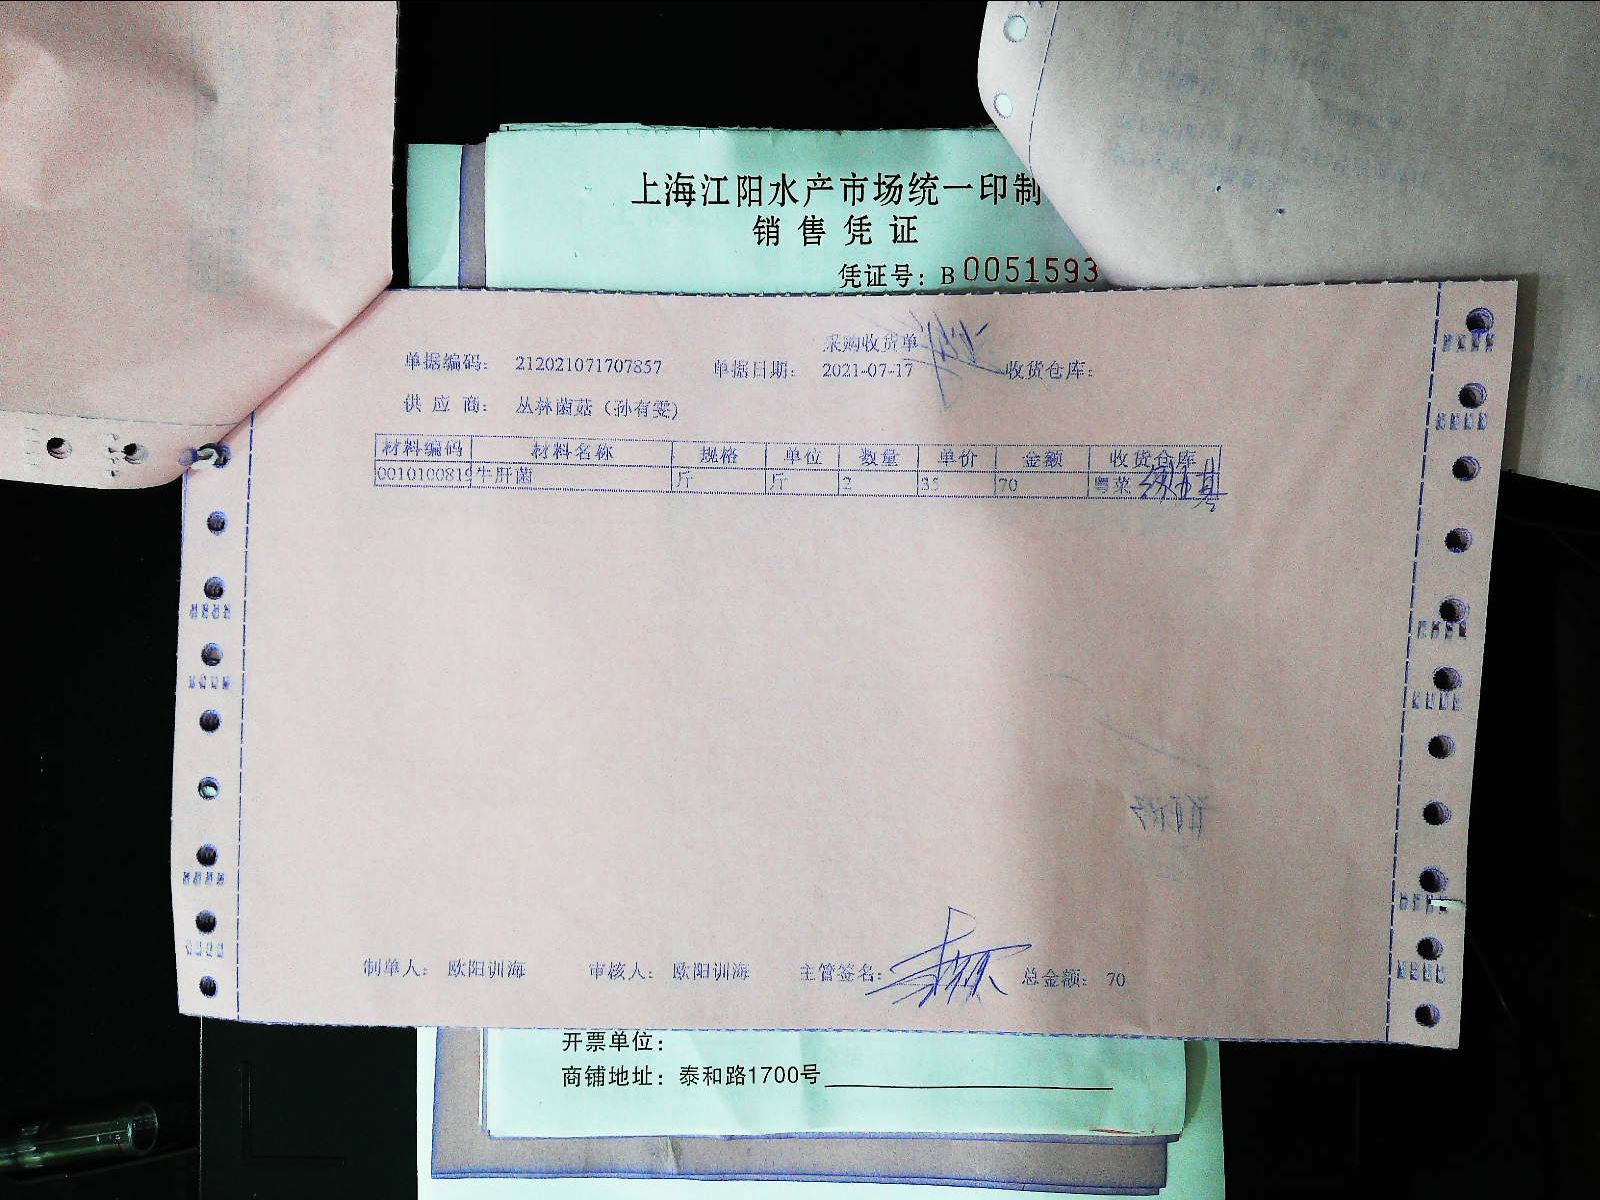 上海江阳水产市场统一印制
销售凭证
凭证号：B 0051593
采购收货单
单据编码： 212021071707857 单据日期： 2021-07-17 收货仓库：
供应商： 丛林菌菇（孙有雯）
材料编码 材料名称 规格 单位 数量 单价 金额 收货仓库
0010100819 牛肝菌 斤 斤 2 35 70 粤菜
制单人： 欧阳训海 审核人： 欧阳训海 主管签名： 总金额： 70
开票单位：
商铺地址：泰和路1700号